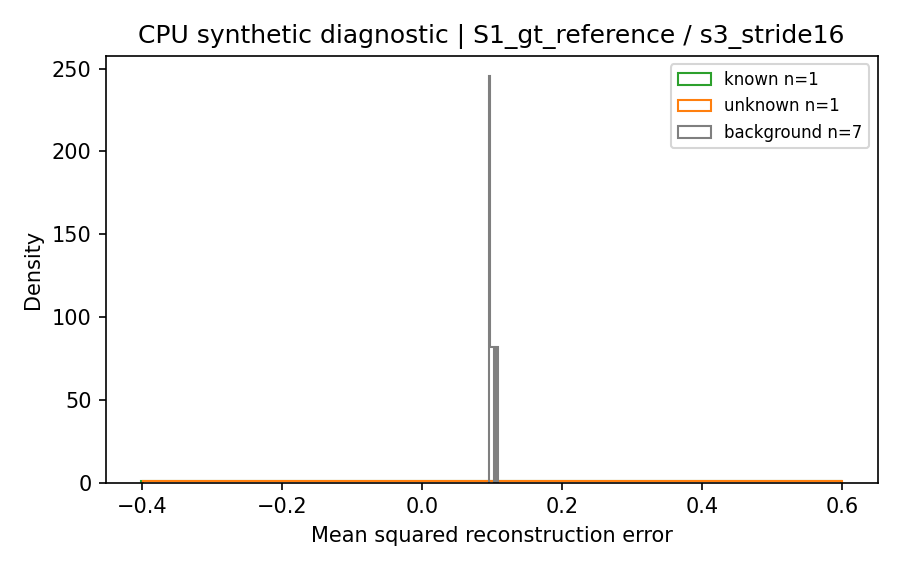 CPU synthetic diagnostic | S1_gt_reference / s3_stride16
known n=1
unknown n=1
background n=7
Density
250
200
150
100
50
0
−0.4
−0.2
0.0
0.2
0.4
0.6
Mean squared reconstruction error